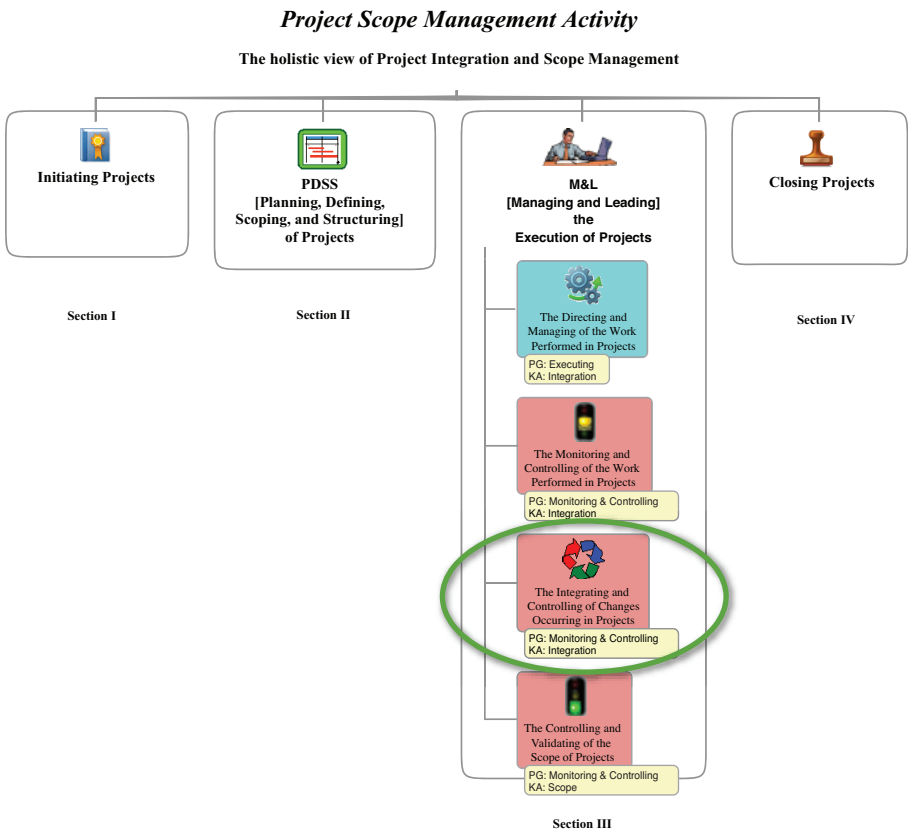 Project Scope Management Activity
The holistic view of Project Integration and Scope Management
Initiating Projects
Section I
PDSS
[Planning, Defining,
Scoping, and Structuring]
of Projects
Section II
M&L
[Managing and Leading]
the
Execution of Projects
The Directing and
Managing of the Work
Performed in Projects
PG: Executing
KA: Integration
The Monitoring and
Controlling of the Work
Performed in Projects
PG: Monitoring & Controlling
KA: Integration
The Integrating and
Controlling of Changes
Occurring in Projects
PG: Monitoring & Controlling
KA: Integration
The Controlling and
Validating of the
Scope of Projects
PG: Monitoring & Controlling
KA: Scope
Section III
Closing Projects
Section IV